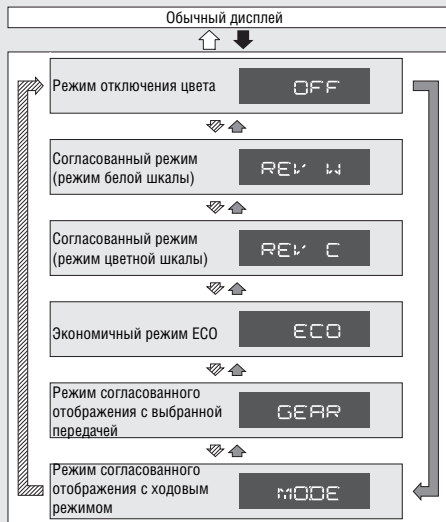 Обычный дисплей
Режим отключения цвета
OFF
Согласованный режим
(режим белой шкалы)
REV W
Согласованный режим
(режим цветной шкалы)
REV C
Экономичный режим ECO
ECO
Режим согласованного
отображения с выбранной
передачей
GEAR
Режим согласованного
отображения с ходовым
режимом
MODE